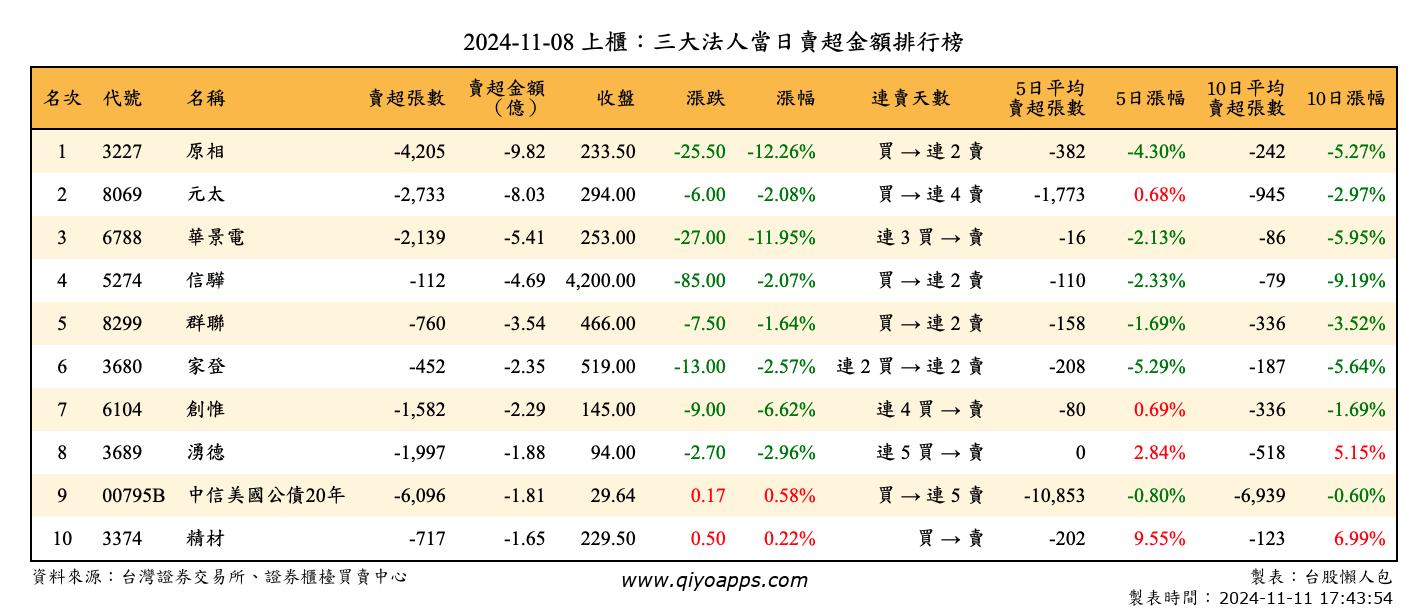 2024-11-08 上櫃：三大法人當日賣超金額排行榜
名次 代號 名稱 賣超張數 賣超金額（億） 收盤 漲跌 漲幅 連賣天數 5日平均賣超張數 5日漲幅 10日平均賣超張數 10日漲幅
1 3227 原相 -4,205 -9.82 233.50 -25.50 -12.26% 買 → 連 2 賣 -382 -4.30% -242 -5.27%
2 8069 元太 -2,733 -8.03 294.00 -6.00 -2.08% 買 → 連 4 賣 -1,773 0.68% -945 -2.97%
3 6788 華景電 -2,139 -5.41 253.00 -27.00 -11.95% 連 3 買 → 賣 -16 -2.13% -86 -5.95%
4 5274 信驊 -112 -4.69 4,200.00 -85.00 -2.07% 買 → 連 2 賣 -110 -2.33% -79 -9.19%
5 8299 群聯 -760 -3.54 466.00 -7.50 -1.64% 買 → 連 2 賣 -158 -1.69% -336 -3.52%
6 3680 家登 -452 -2.35 519.00 -13.00 -2.57% 連 2 買 → 連 2 賣 -208 -5.29% -187 -5.64%
7 6104 創惟 -1,582 -2.29 145.00 -9.00 -6.62% 連 4 買 → 賣 -80 0.69% -336 -1.69%
8 3689 湧德 -1,997 -1.88 94.00 -2.70 -2.96% 連 5 買 → 賣 0 2.84% -518 5.15%
9 00795B 中信美國公債20年 -6,096 -1.81 29.64 0.17 0.58% 買 → 連 5 賣 -10,853 -0.80% -6,939 -0.60%
10 3374 精材 -717 -1.65 229.50 0.50 0.22% 買 → 賣 -202 9.55% -123 6.99%
資料來源：台灣證券交易所、證券櫃檯買賣中心 www.qiyoapps.com 製表：台股懶人包
製表時間：2024-11-11 17:43:54